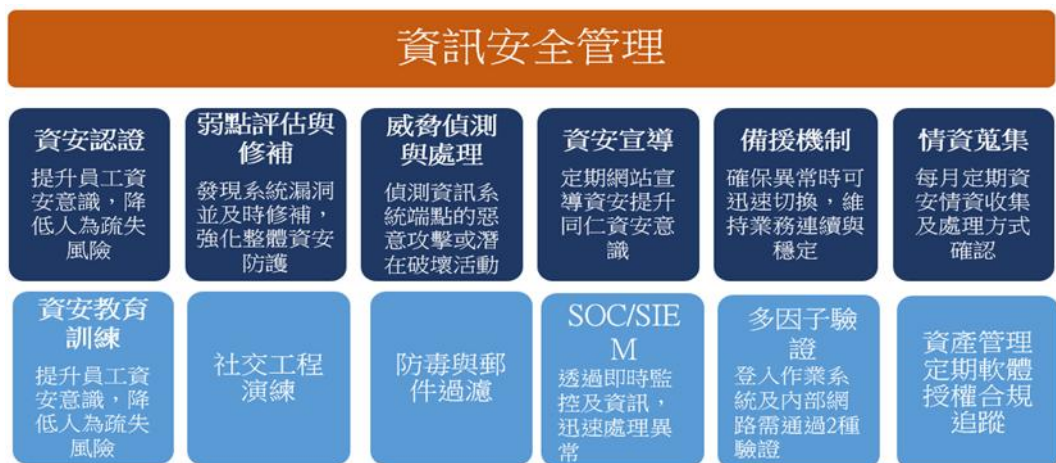 資訊安全管理
資安認證
提升員工資
安意識，降
低人為疏失
風險
弱點評估與
修補
發現系統漏洞
並及時修補，
強化整體資安
防護
威脅偵測
與處理
偵測資訊系
統端點的惡
意攻擊或潛
在破壞活動
資安宣導
定期網站宣
導資安提升
同仁資安意
識
備援機制
確保異常時可
迅速切換，維
持業務連續與
穩定
情資蒐集
每月定期資
安情資收集
及處理方式
確認
資安教育
訓練
提升員工資
安意識，降
低人為疏失
風險
社交工程
演練
防毒與郵
件過濾
SOC/SIE
M
透過即時監
控及資訊，
迅速處理異
常
多因子驗
證
登入作業系
統及內部網
路需通過2種
驗證
資產管理
定期軟體
授權合規
追蹤